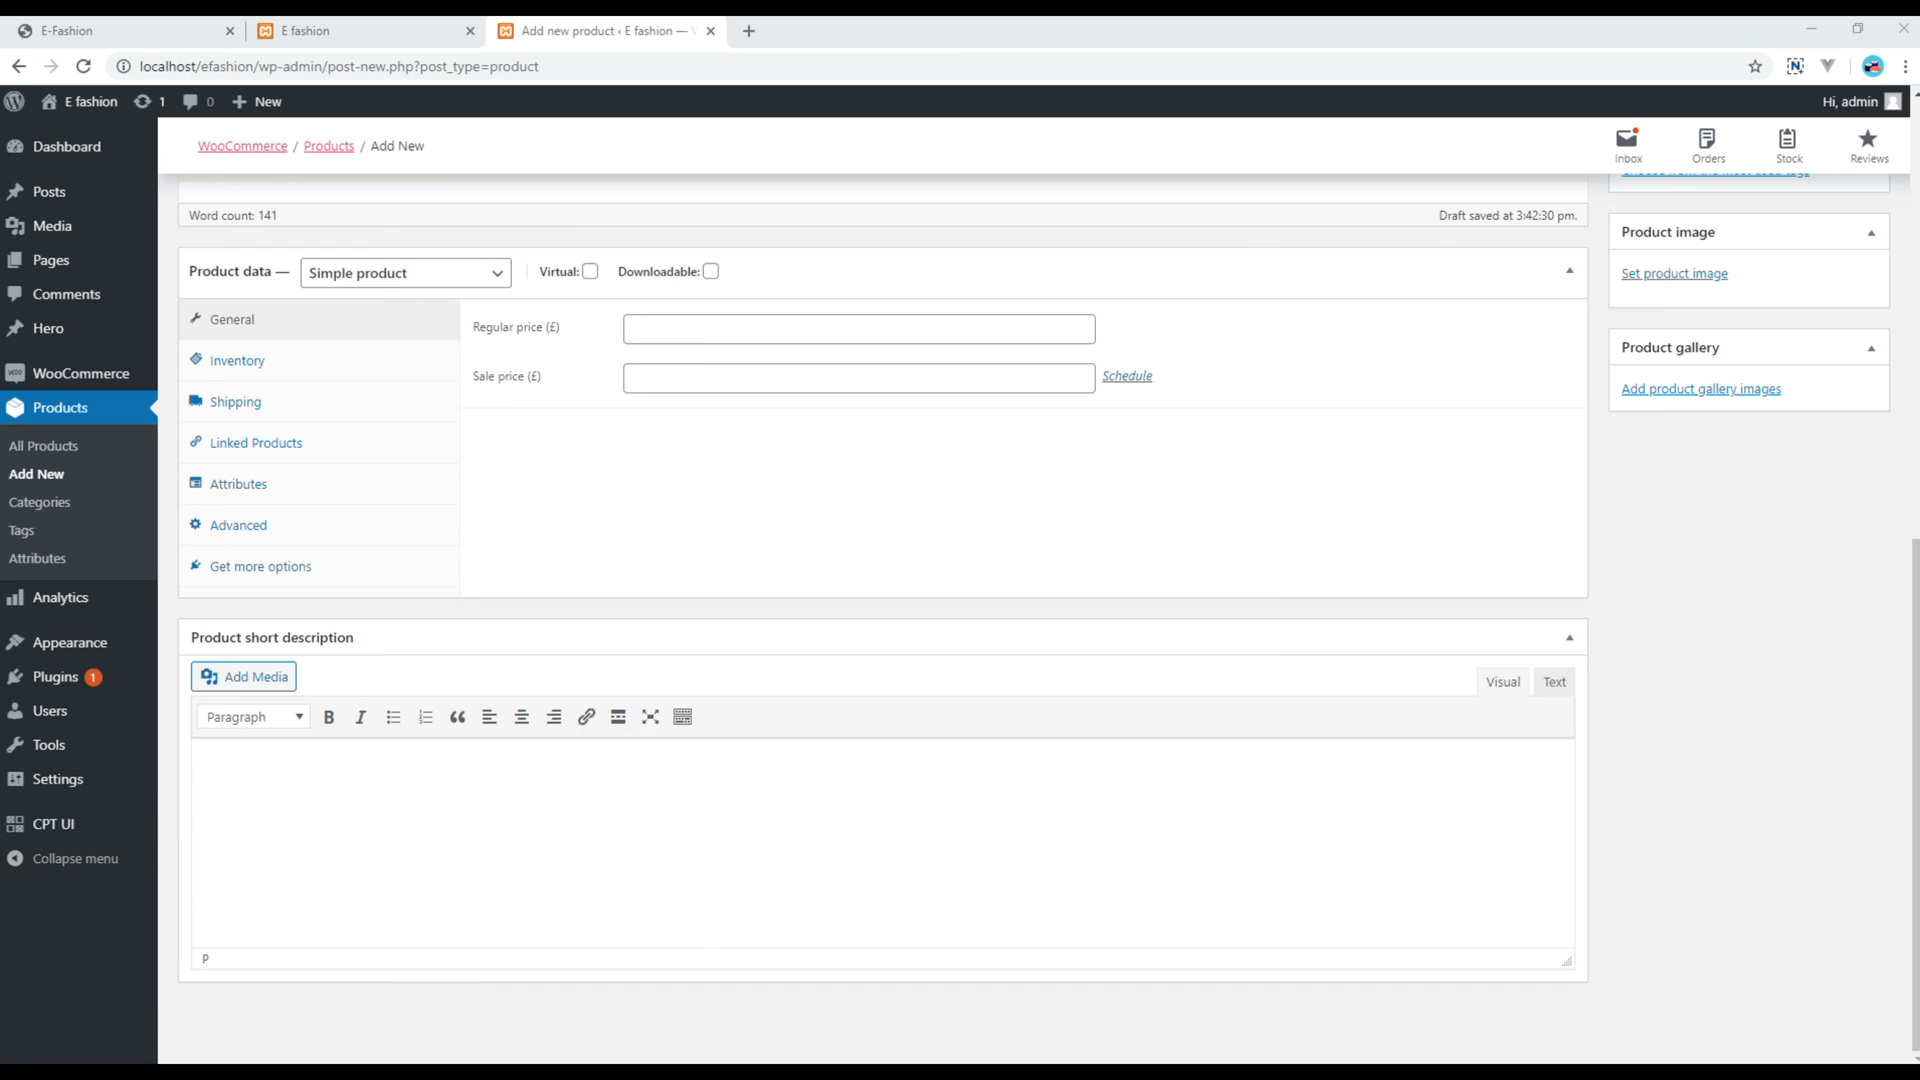 E-Fashion
E fashion
Add new product ‹ E fashion —
localhost/efashion/wp-admin/post-new.php?post_type=product
E fashion
1
0
New
Hi, admin
Dashboard
Posts
Media
Pages
Comments
Hero
WooCommerce
Products
All Products
Add New
Categories
Tags
Attributes
Analytics
Appearance
Plugins 1
Users
Tools
Settings
CPT UI
Collapse menu
WooCommerce / Products / Add New
Inbox
Orders
Stock
Reviews
Word count: 141
Draft saved at 3:42:30 pm.
Product data —
Simple product
Virtual:
Downloadable:
General
Inventory
Shipping
Linked Products
Attributes
Advanced
Get more options
Regular price (£)
Sale price (£)
Schedule
Product short description
Add Media
Visual
Text
Paragraph
P
Product image
Set product image
Product gallery
Add product gallery images